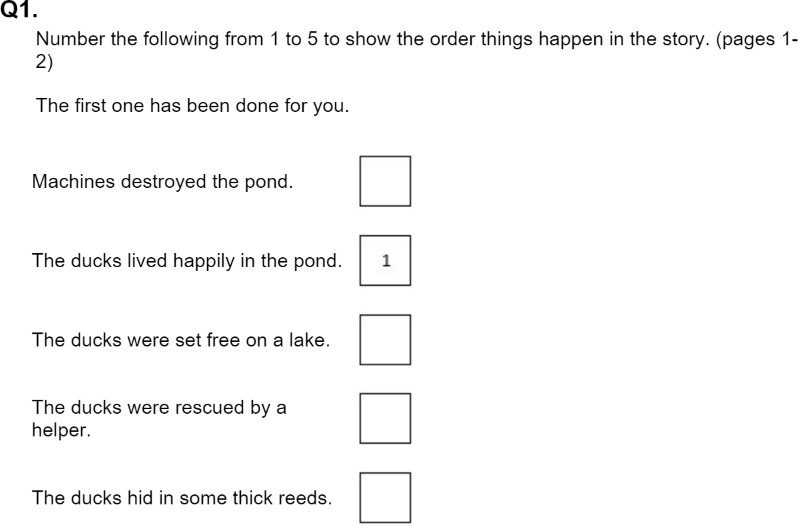 Q1.
Number the following from 1 to 5 to show the order things happen in the story. (pages 1-
2)
The first one has been done for you.
Machines destroyed the pond.
The ducks lived happily in the pond. 1
The ducks were set free on a lake.
The ducks were rescued by a
helper.
The ducks hid in some thick reeds.